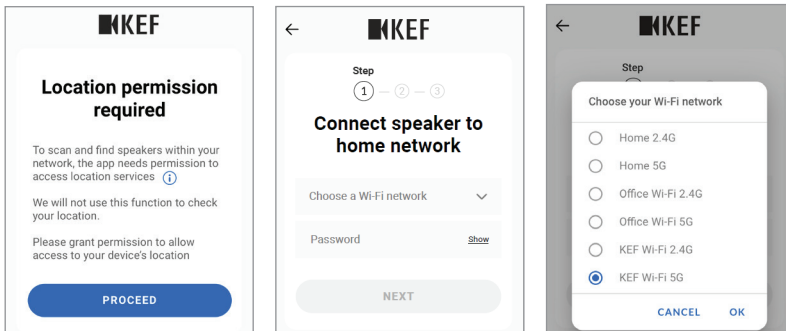 KEF
Location permission
required
To scan and find speakers within your
network, the app needs permission to
access location services
We will not use this function to check
your location.
Please grant permission to allow
access to your device's location
PROCEED
KEF
Step
1 2 3
Connect speaker to
home network
Choose a Wi-Fi network
Password Show
NEXT
KEF
Step
Choose your Wi-Fi network
Home 2.4G
Home 5G
Office Wi-Fi 2.4G
Office Wi-Fi 5G
KEF Wi-Fi 2.4G
KEF Wi-Fi 5G
CANCEL OK